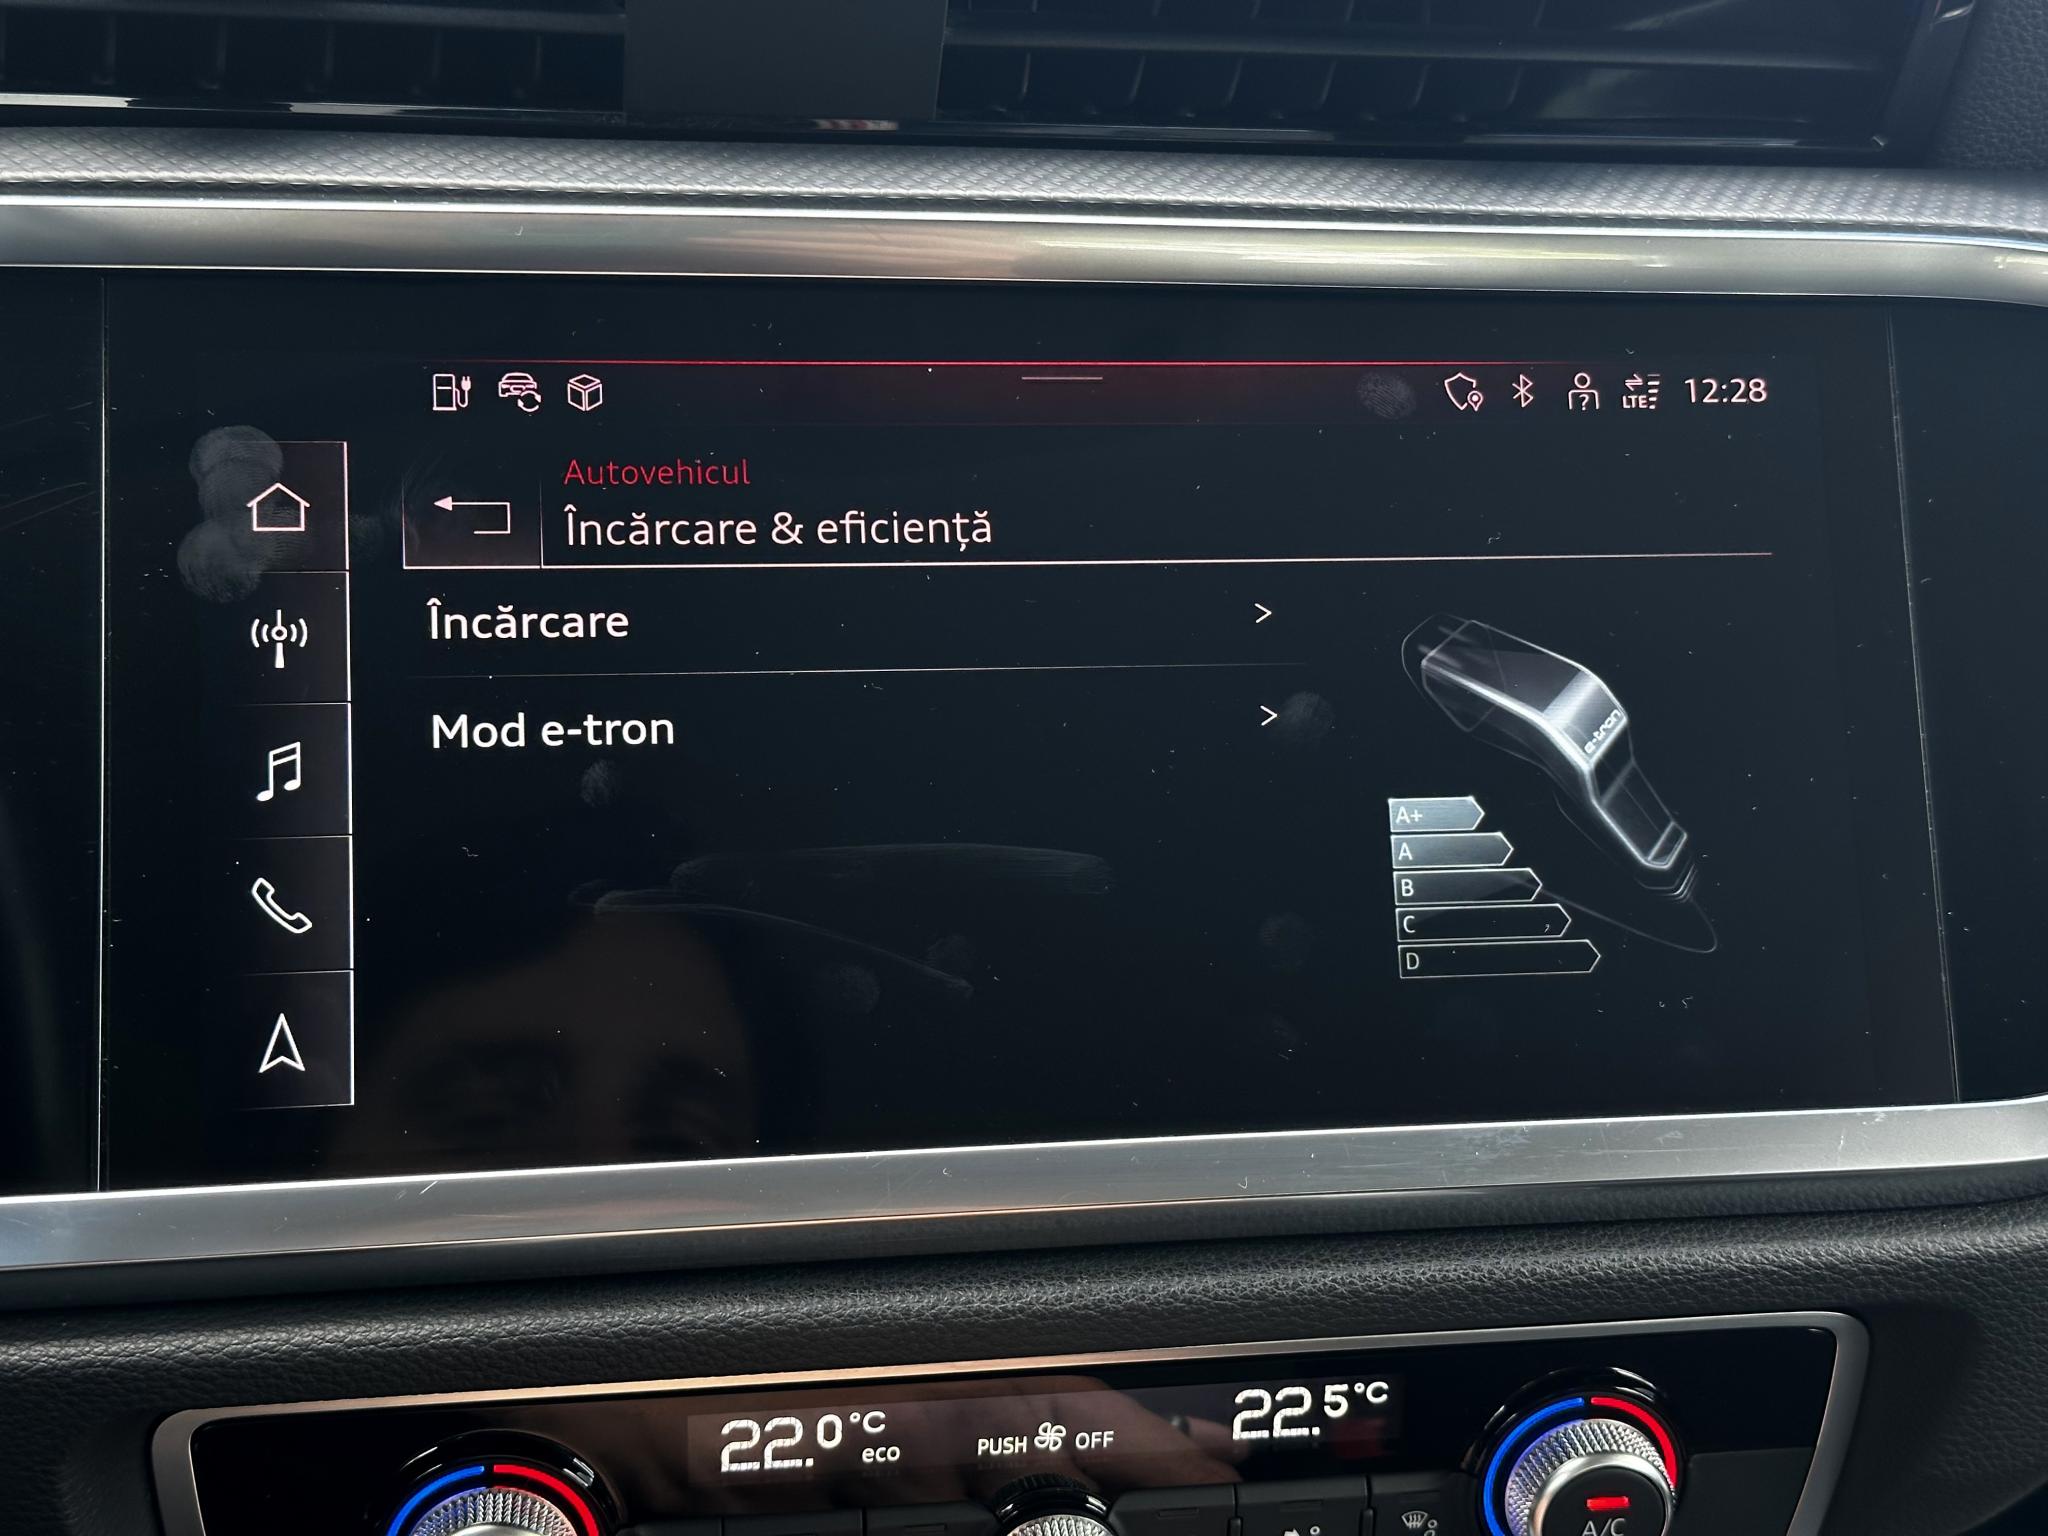 LTE 12:28
Autovehicul
Încărcare & eficiență
Încărcare >
Mod e-tron >
e-tron
A+
A
B
C
D
22.0°C eco
PUSH OFF
22.5°C
A/C